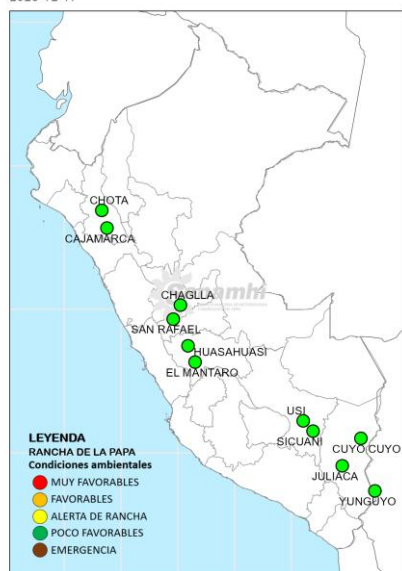 CHOTA
CAJAMARCA
CHAGLLA
SAN RAFAEL
HUASAHUASI
EL MANTARO
USI
SICUANI
CUYO CUYO
JULIACA
YUNGUYO
LEYENDA
RANCHA DE LA PAPA
Condiciones ambientales
MUY FAVORABLES
FAVORABLES
ALERTA DE RANCHA
POCO FAVORABLES
EMERGENCIA